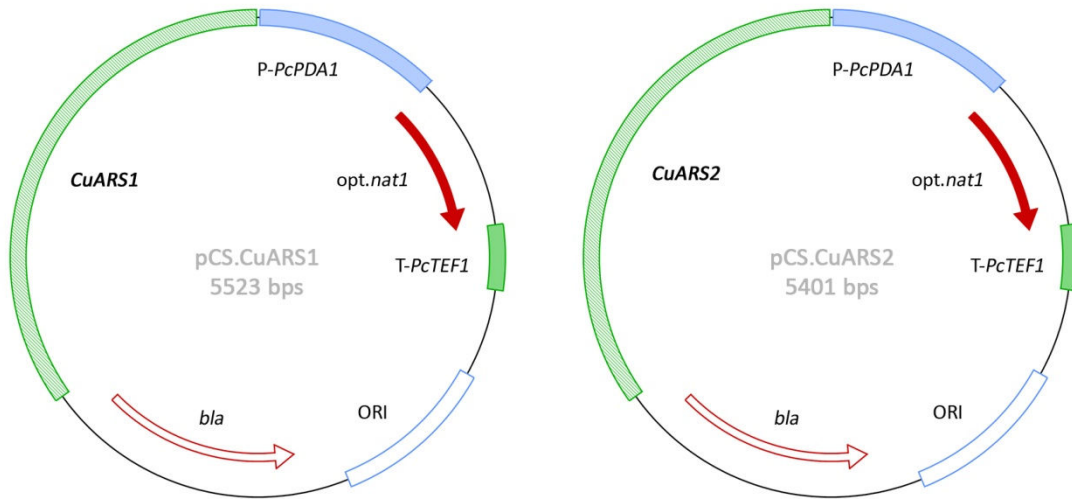 P-PcPDA1
CuARS1
opt.nat1
pCS.CuARS1
5523 bps
T-PcTEF1
bla
ORI
P-PcPDA1
CuARS2
opt.nat1
pCS.CuARS2
5401 bps
T-PcTEF1
bla
ORI